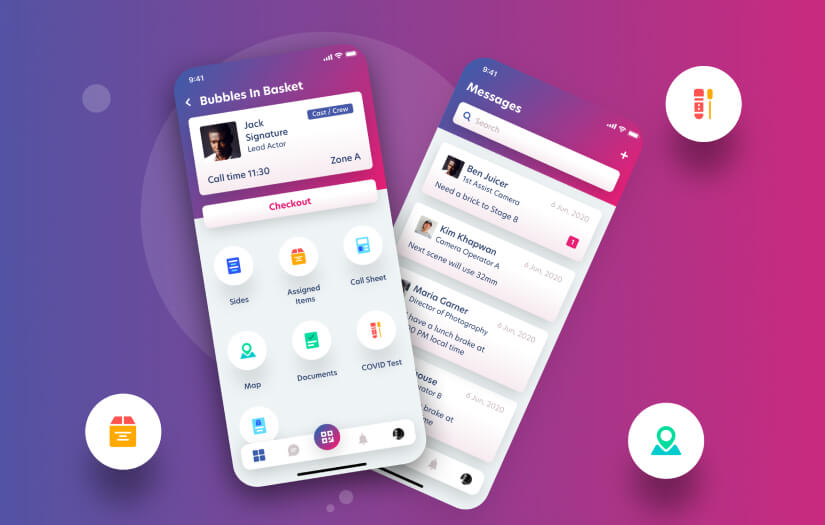 9:41
Bubbles In Basket
Jack
Signature
Lead Actor
Cast / Crew
Call time 11:30
Zone A
Checkout
Sides
Assigned
Items
Call Sheet
Map
Documents
COVID Test
9:41
Messages
Search
Ben Juicer
1st Assist Camera
6 Jun, 2020
Need a brick to Stage 8
1
Kim Khapwan
Camera Operator A
6 Jun, 2020
Next scene will use 32mm
Maria Garner
Director of Photography
6 Jun, 2020
have a lunch brake at
PM local time
6 Jun, 2020
brake at